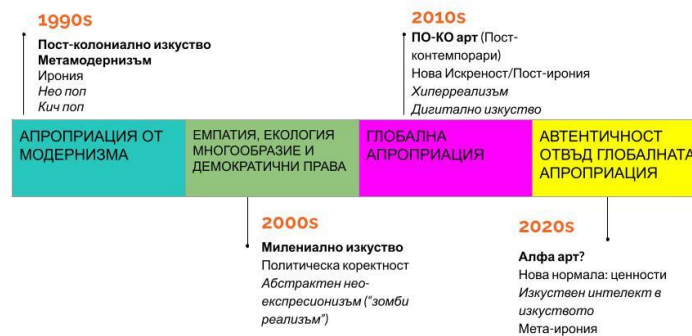 1990s
Пост-колониално изкуство
Метамодернизъм
Ирония
Нео поп
Кич поп
2010s
ПО-КО арт (Пост-
контемпорари)
Нова Искреност/Пост-ирония
Хиперреализъм
Дигитално изкуство
АПРОПРИАЦИЯ ОТ
МОДЕРНИЗМА
ЕМПАТИЯ, ЕКОЛОГИЯ
МНОГООБРАЗИЕ И
ДЕМОКРАТИЧНИ ПРАВА
ГЛОБАЛНА
АПРОПРИАЦИЯ
АВТЕНТИЧНОСТ
ОТВЪД ГЛОБАЛНАТА
АПРОПРИАЦИЯ
2000s
Милениално изкуство
Политическа коректност
Абстрактен нео-
експресионизъм (“зомби
реализъм”)
2020s
Алфа арт?
Нова нормала: ценности
Изкуствен интелект в
изкуството
Мета-ирония